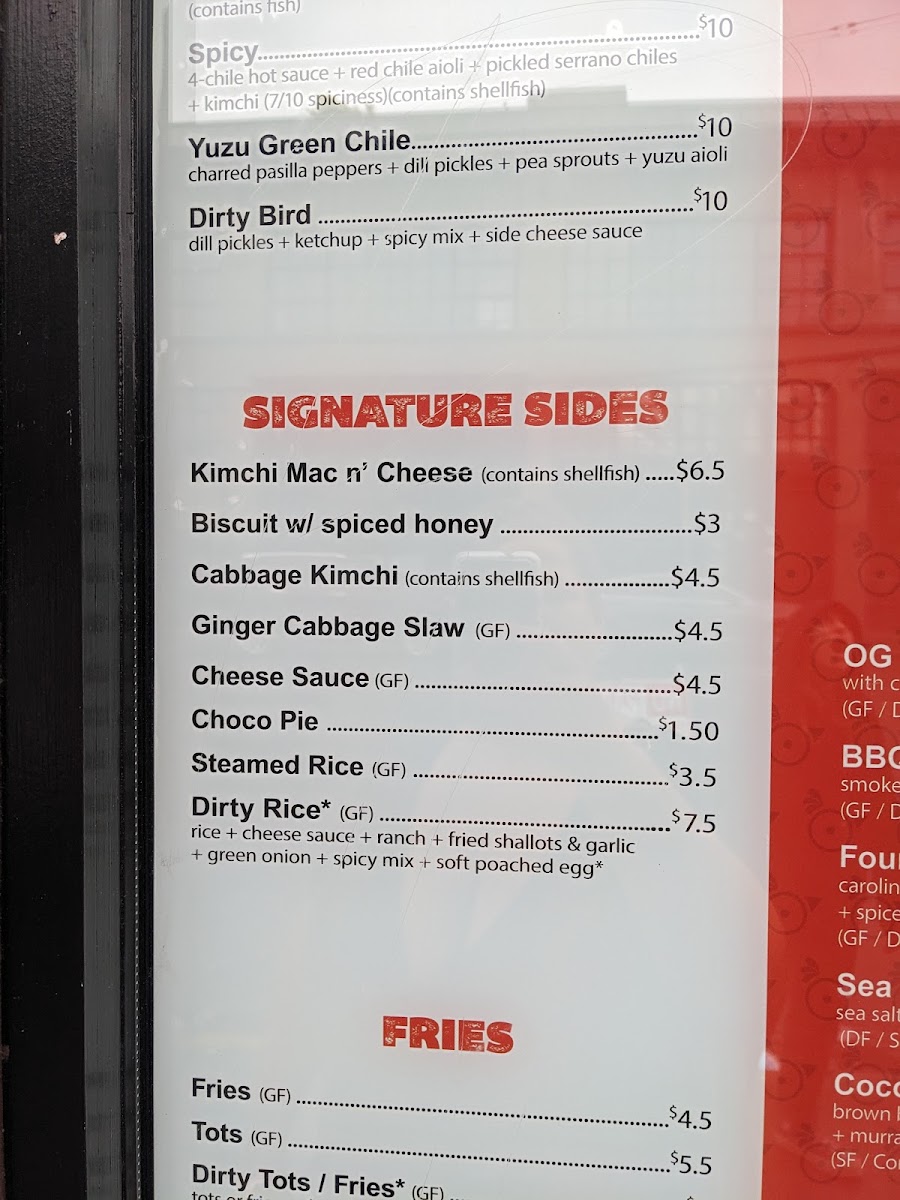 (contains fish)
Spicy..........$10
4-chile hot sauce + red chile aioli + pickled serrano chiles
+ kimchi (7/10 spiciness)(contains shellfish)
Yuzu Green Chile..........$10
charred pasilla peppers + dill pickles + pea sprouts + yuzu aioli
Dirty Bird ..........$10
dill pickles + ketchup + spicy mix + side cheese sauce
SIGNATURE SIDES
Kimchi Mac n' Cheese (contains shellfish) .....$6.5
Biscuit w/ spiced honey ..........$3
Cabbage Kimchi (contains shellfish) ..........$4.5
Ginger Cabbage Slaw (GF) ..........$4.5
Cheese Sauce (GF) ..........$4.5
Choco Pie ..........$1.50
Steamed Rice (GF) ..........$3.5
Dirty Rice* (GF) ..........$7.5
rice + cheese sauce + ranch + fried shallots & garlic
+ green onion + spicy mix + soft poached egg*
FRIES
Fries (GF) ..........$4.5
Tots (GF) ..........$5.5
Dirty Tots / Fries* (GF)
OG
with
(GF /
BBQ
smoke
(GF / D
carolin
+ spice
(GF / D
Sea
sea salt
(DF / S
Coco
brown
+ murra
(SF / Co